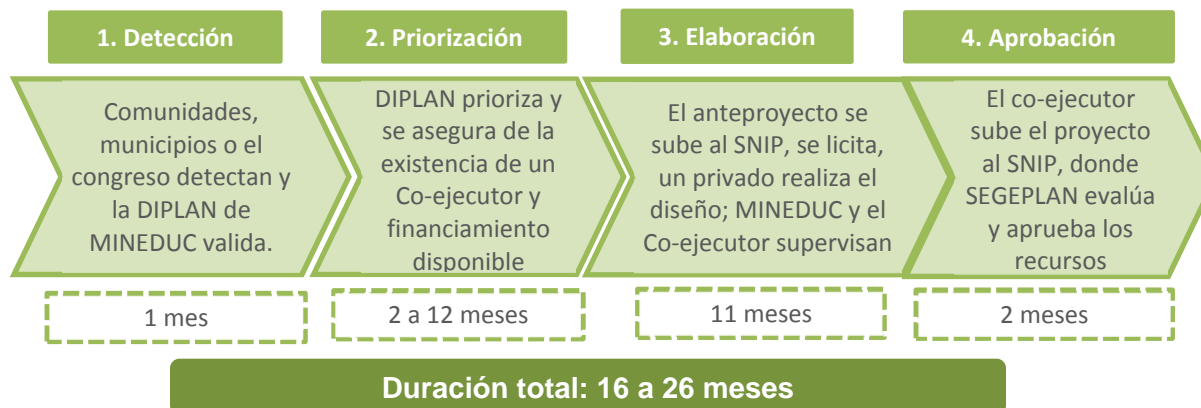 1. Detección
2. Priorización
3. Elaboración
4. Aprobación
Comunidades,
municipios o el
congreso detectan y
la DIPLAN de
MINEDUC valida.
DIPLAN prioriza y
se asegura de la
existencia de un
Co-ejecutor y
financiamiento
disponible
El anteproyecto se
sube al SNIP, se licita,
un privado realiza el
diseño; MINEDUC y el
Co-ejecutor supervisan
El co-ejecutor
sube el proyecto
al SNIP, donde
SEGEPLAN evalúa
y aprueba los
recursos
1 mes
2 a 12 meses
11 meses
2 meses
Duración total: 16 a 26 meses